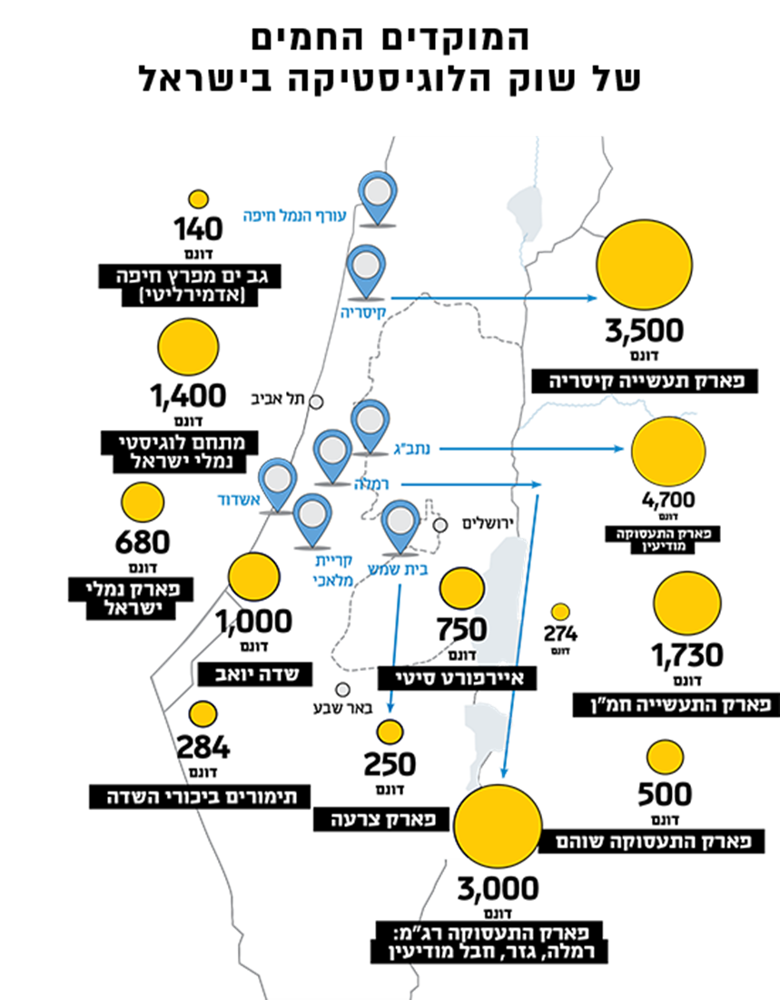 המוקדים החמים
של שוק הלוגיסטיקה בישראל
עורף הנמל חיפה
קיסריה
תל אביב
נתב"ג
רמלה
אשדוד
ירושלים
קריית
מלאכי
בית שמש
באר שבע
140
דונם
גב ים מפרץ חיפה
(אדמירליטי)
3,500
דונם
פארק תעשייה קיסריה
1,400
דונם
מתחם לוגיסטי
נמלי ישראל
4,700
דונם
פארק התעסוקה
מודיעין
680
דונם
פארק נמלי
ישראל
1,000
דונם
שדה יואב
750
דונם
איירפורט סיטי
274
דונם
1,730
דונם
פארק התעשייה חמ"ן
284
דונם
תימורים ביכורי השדה
250
דונם
פארק צרעה
500
דונם
פארק התעסוקה שוהם
3,000
דונם
פארק התעסוקה רג"מ:
רמלה, גזר, חבל מודיעין